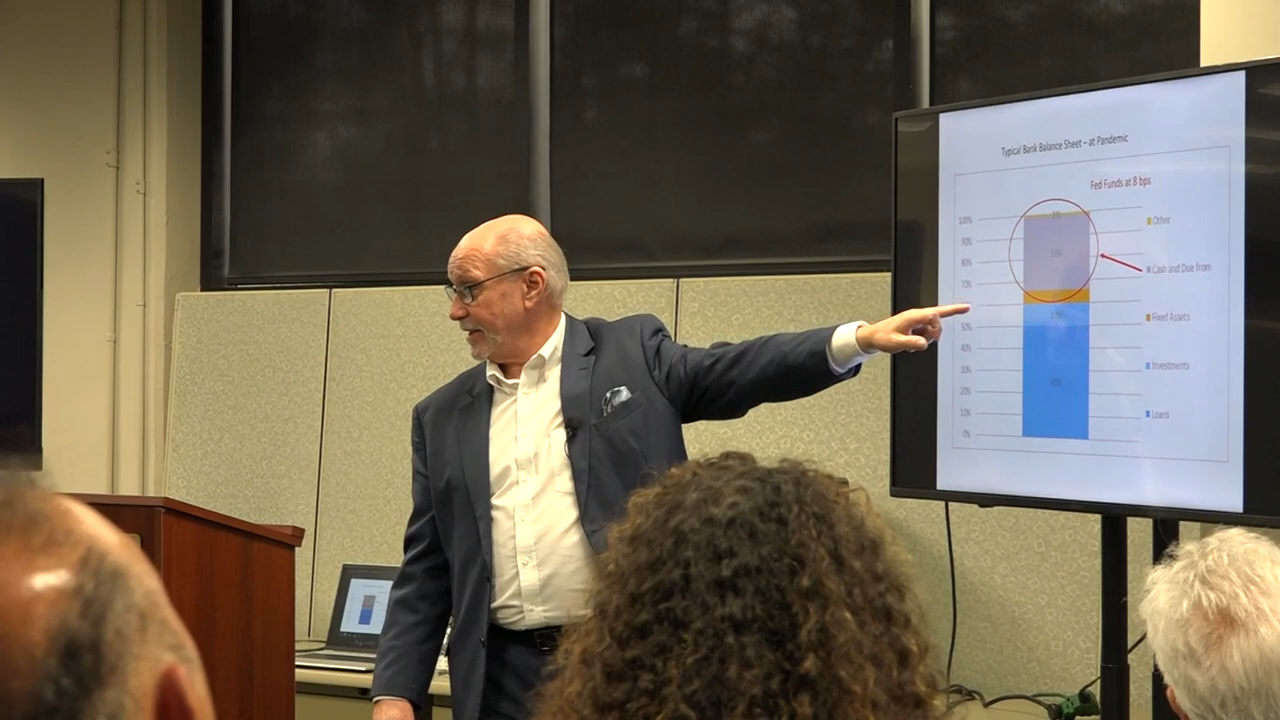 Typical Bank Balance Sheet – at Pandemic
Fed Funds at 8 bps
100%
90%
80%
70%
50%
40%
30%
20%
10%
0%
Other
Cash and Due from
Fixed Assets
Investments
Loans